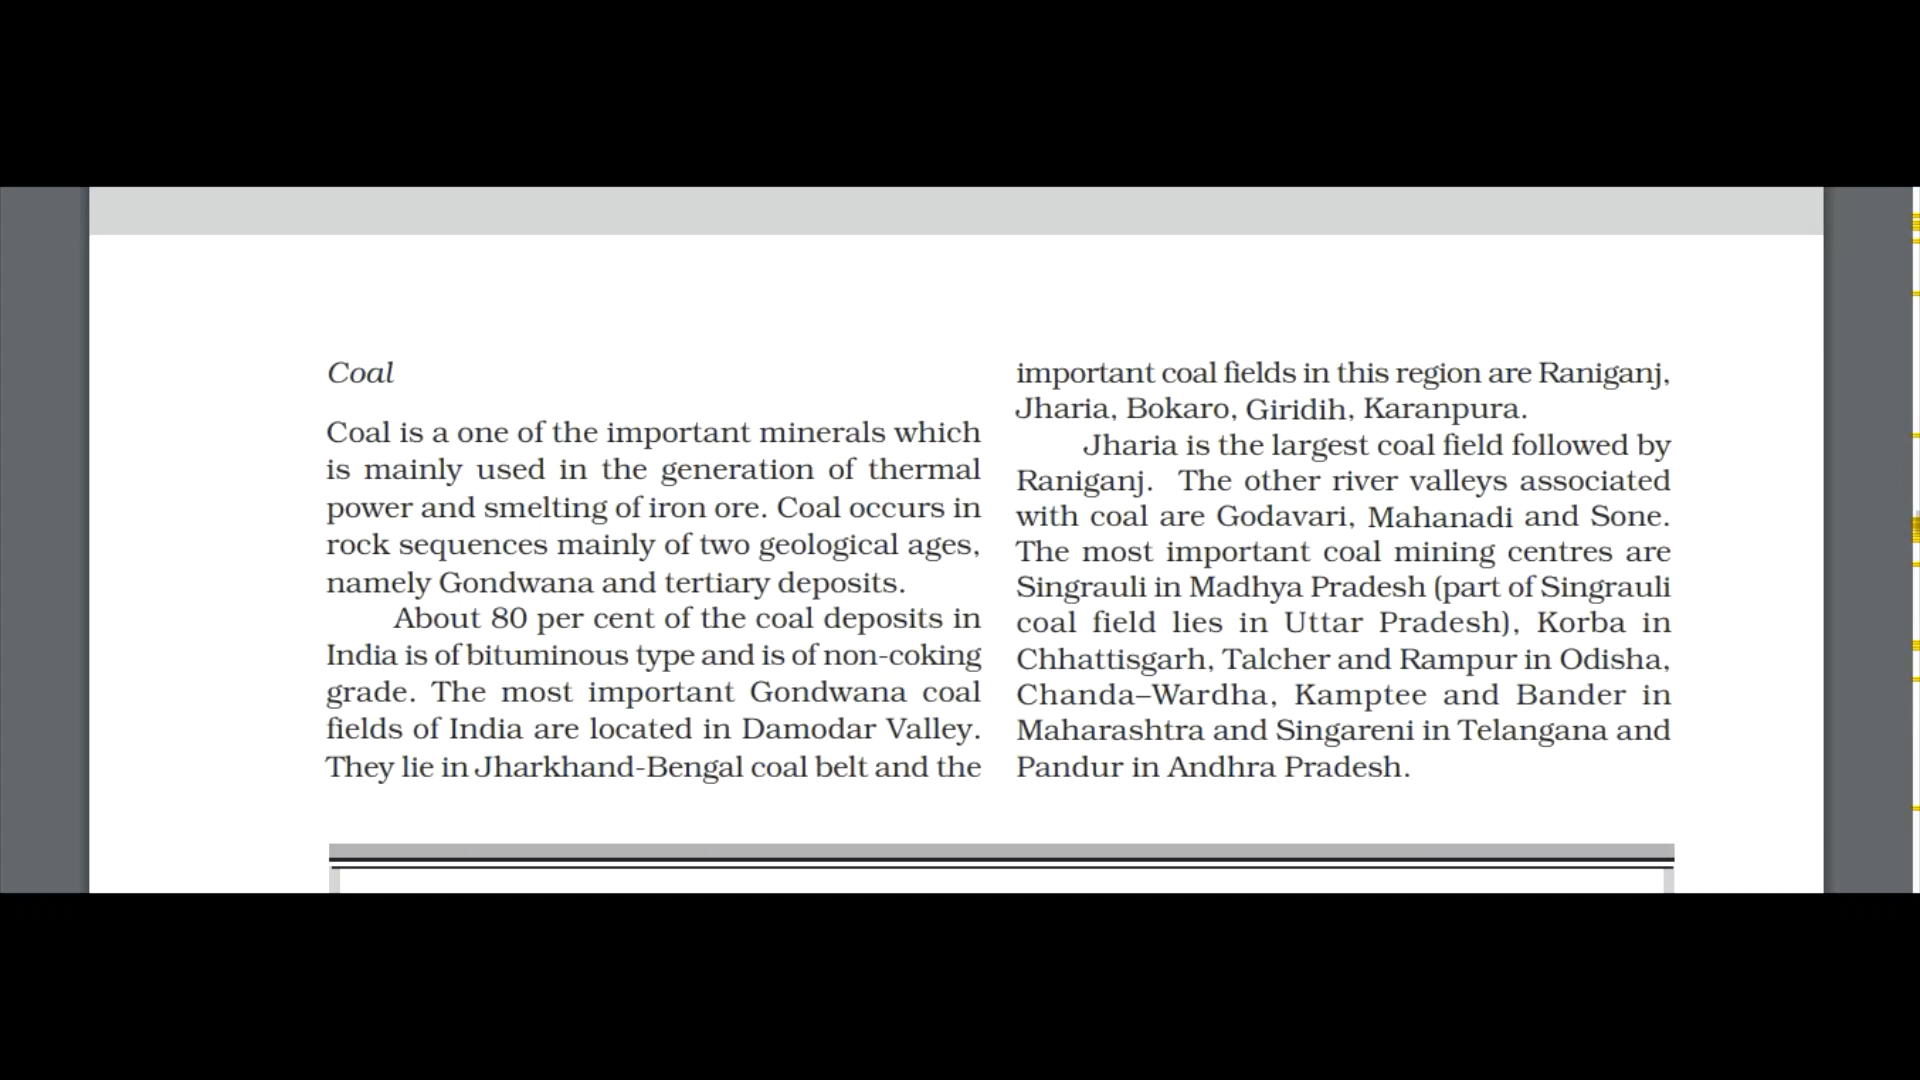 Coal
Coal is a one of the important minerals which
is mainly used in the generation of thermal
power and smelting of iron ore. Coal occurs in
rock sequences mainly of two geological ages,
namely Gondwana and tertiary deposits.
About 80 per cent of the coal deposits in
India is of bituminous type and is of non-coking
grade. The most important Gondwana coal
fields of India are located in Damodar Valley.
They lie in Jharkhand-Bengal coal belt and the
important coal fields in this region are Raniganj,
Jharia, Bokaro, Giridih, Karanpura.
Jharia is the largest coal field followed by
Raniganj. The other river valleys associated
with coal are Godavari, Mahanadi and Sone.
The most important coal mining centres are
Singrauli in Madhya Pradesh (part of Singrauli
coal field lies in Uttar Pradesh), Korba in
Chhattisgarh, Talcher and Rampur in Odisha,
Chanda–Wardha, Kamptee and Bander in
Maharashtra and Singareni in Telangana and
Pandur in Andhra Pradesh.